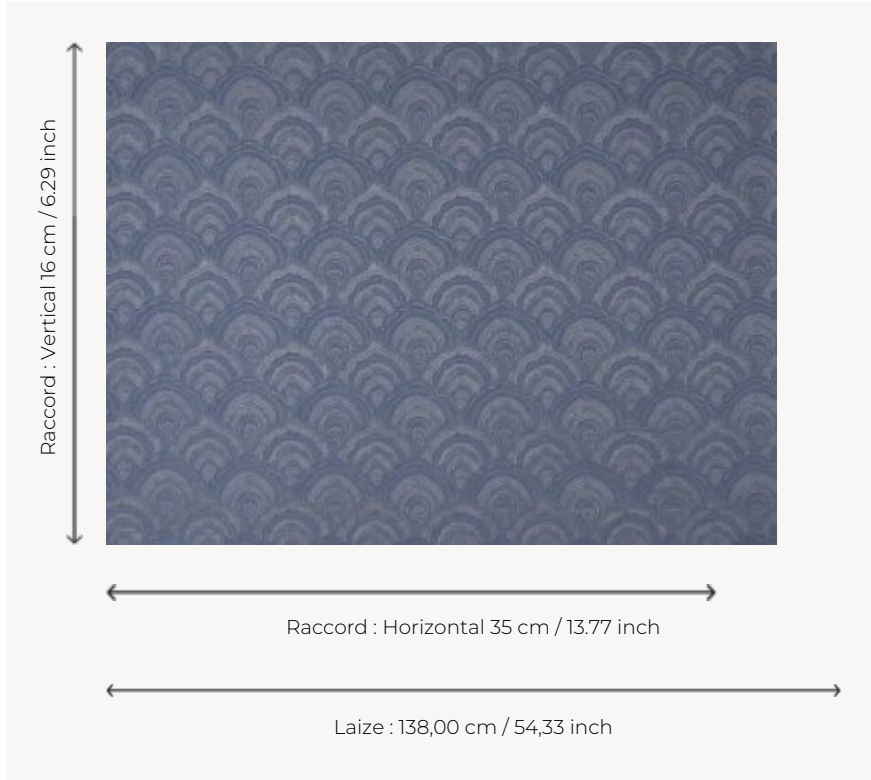 Raccord : Vertical 16 cm / 6.29 inch
Raccord : Horizontal 35 cm / 13.77 inch
Laize : 138,00 cm / 54,33 inch